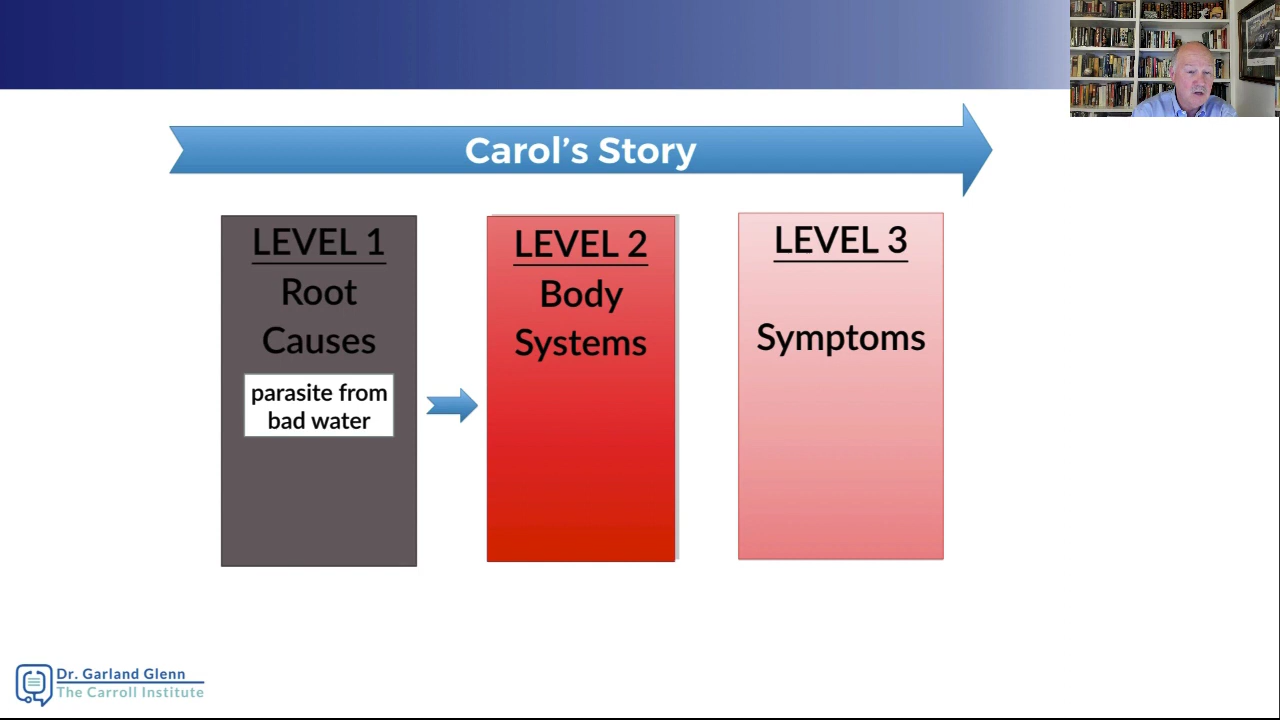 Carol's Story
LEVEL 1
Root
Causes
parasite from
bad water
LEVEL 2
Body
Systems
LEVEL 3
Symptoms
Dr. Garland Glenn
The Carroll Institute